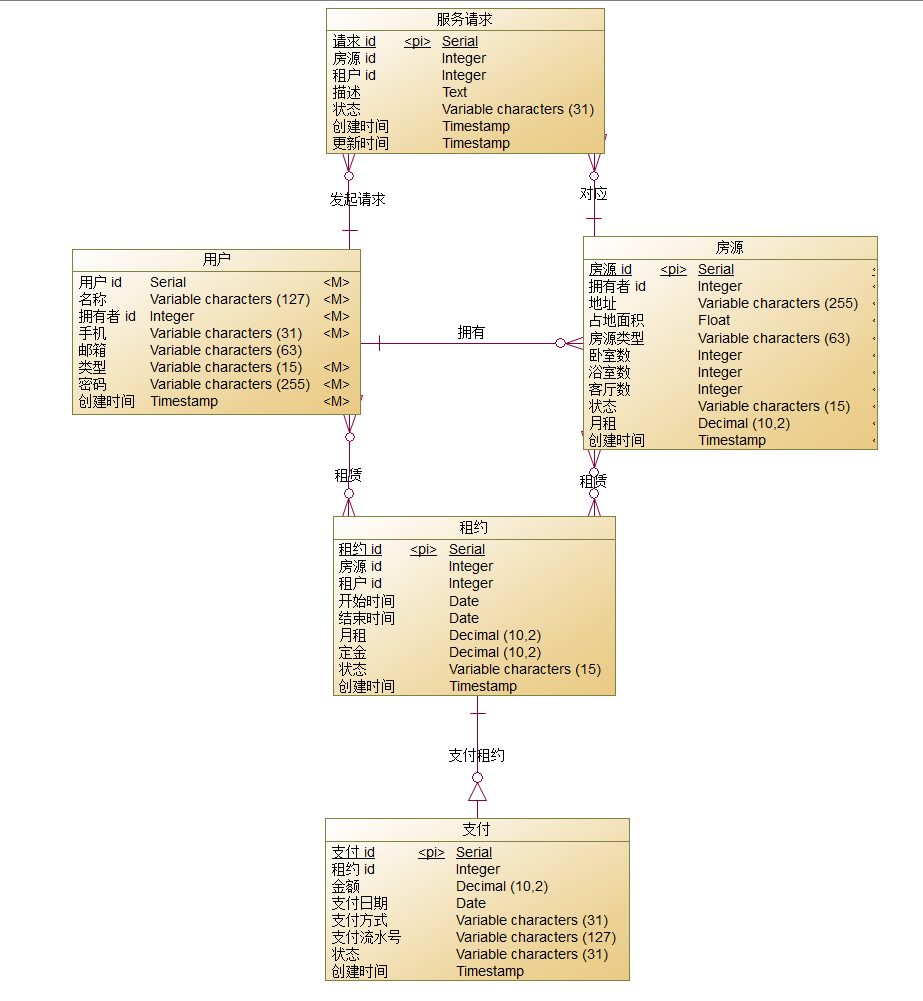 服务请求
请求 id <pi> Serial
房源 id Integer
租户 id Integer
描述 Text
状态 Variable characters (31)
创建时间 Timestamp
更新时间 Timestamp
发起请求
对应
用户
用户 id Serial <M>
名称 Variable characters (127) <M>
拥有者 id Integer <M>
手机 Variable characters (31) <M>
邮箱 Variable characters (63)
类型 Variable characters (15) <M>
密码 Variable characters (255) <M>
创建时间 Timestamp <M>
拥有
房源
房源 id <pi> Serial
拥有者 id Integer
地址 Variable characters (255)
占地面积 Float
房源类型 Variable characters (63)
卧室数 Integer
浴室数 Integer
客厅数 Integer
状态 Variable characters (15)
月租 Decimal (10,2)
创建时间 Timestamp
租赁
租赁
租约
租约 id <pi> Serial
房源 id Integer
租户 id Integer
开始时间 Date
结束时间 Date
月租 Decimal (10,2)
定金 Decimal (10,2)
状态 Variable characters (15)
创建时间 Timestamp
支付租约
支付
支付 id <pi> Serial
租约 id Integer
金额 Decimal (10,2)
支付日期 Date
支付方式 Variable characters (31)
支付流水号 Variable characters (127)
状态 Variable characters (31)
创建时间 Timestamp